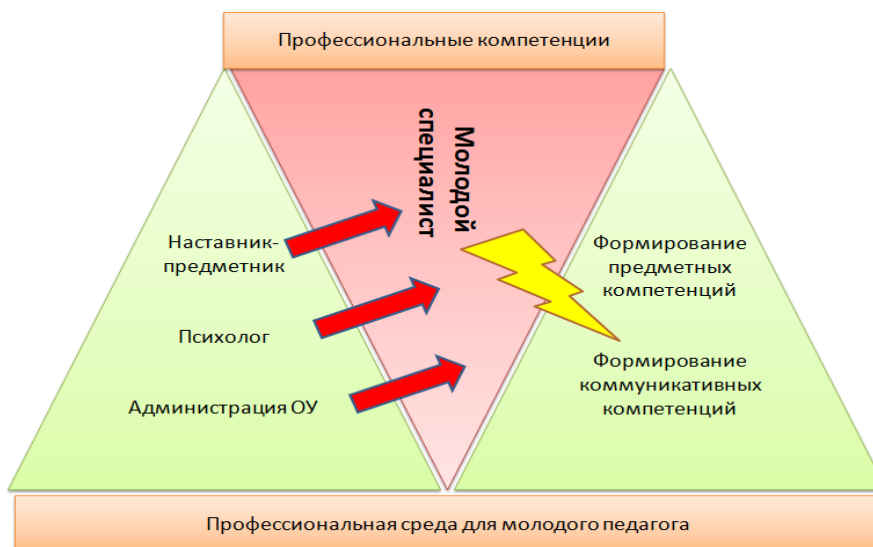 Профессиональные компетенции
Молодой
специалист
Наставник-
предметник
Психолог
Администрация ОУ
Формирование
предметных
компетенций
Формирование
коммуникативных
компетенций
Профессиональная среда для молодого педагога